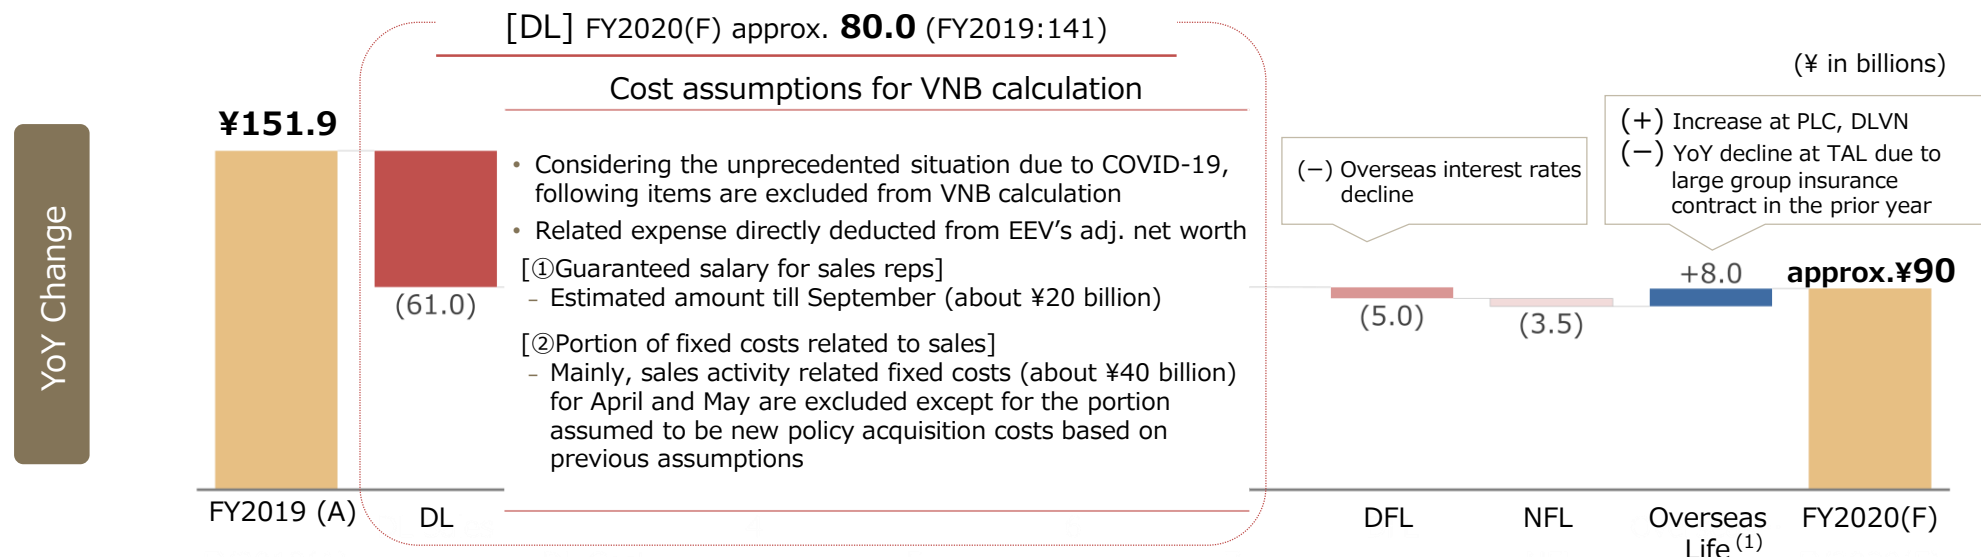 [DL] FY2020(F) approx. 80.0 (FY2019:141)
(¥ in billions)
Cost assumptions for VNB calculation
YoY Change
¥151.9
• Considering the unprecedented situation due to COVID-19,
following items are excluded from VNB calculation
• Related expense directly deducted from EEV's adj. net worth
[①Guaranteed salary for sales reps]
– Estimated amount till September (about ¥20 billion)
[②Portion of fixed costs related to sales]
– Mainly, sales activity related fixed costs (about ¥40 billion)
for April and May are excluded except for the portion
assumed to be new policy acquisition costs based on
previous assumptions
(−) Overseas interest rates
decline
(+) Increase at PLC, DLVN
(−) YoY decline at TAL due to
large group insurance
contract in the prior year
(61.0)
(5.0)
(3.5)
+8.0
approx.¥90
FY2019 (A)
DL
DFL
NFL
Overseas
Life (1)
FY2020(F)